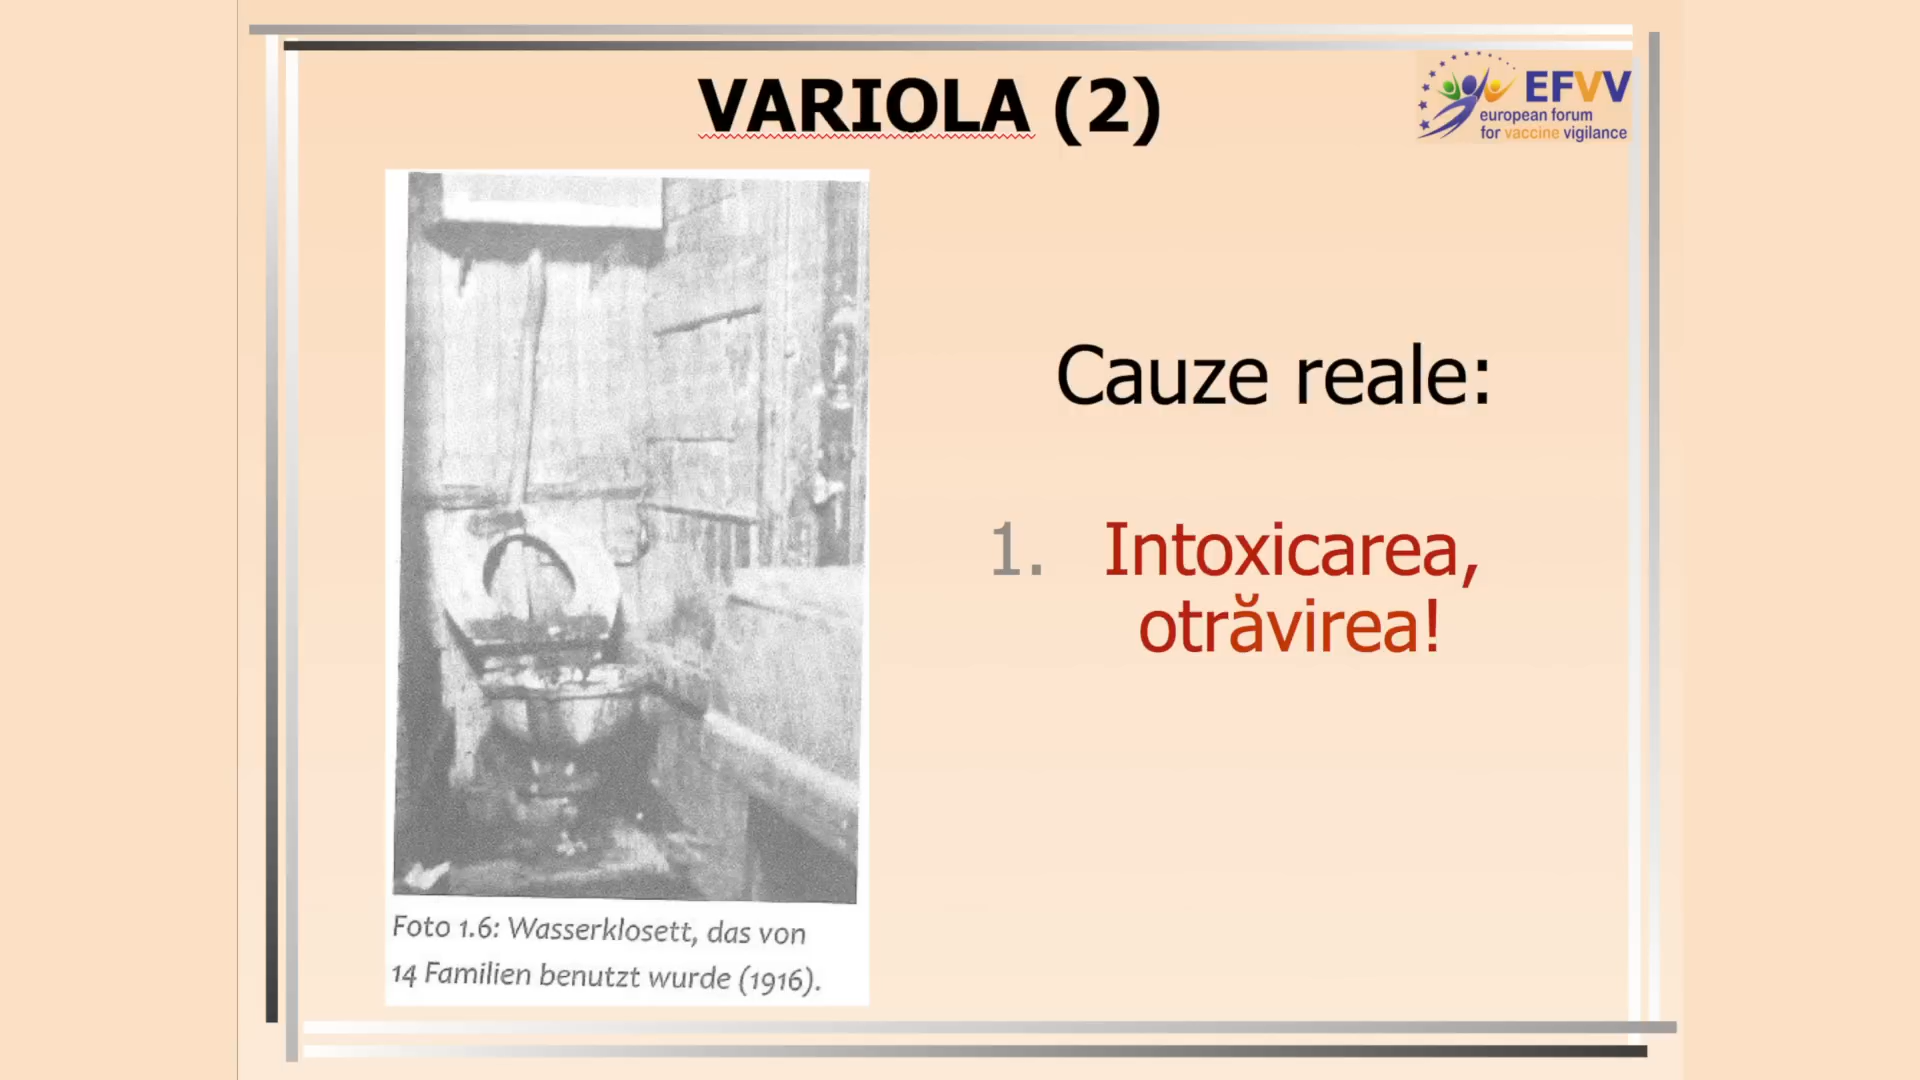 VARIOLA (2)
EFVV
european forum
for vaccine vigilance
Cauze reale:
1. Intoxicarea,
otrăvirea!
Foto 1.6: Wasserklosett, das von
14 Familien benutzt wurde (1916).